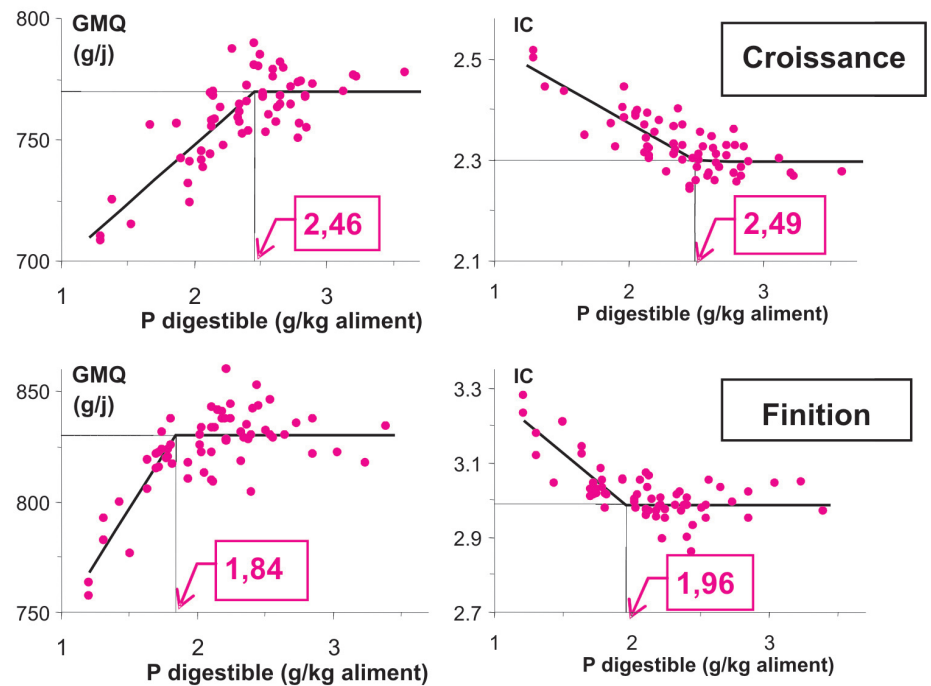 GMQ
(g/j)
800
750
700
2,46
1
2
3
P digestible (g/kg aliment)
IC
Croissance
2.5
2.3
2.1
2,49
1
2
3
P digestible (g/kg aliment)
GMQ
(g/j)
850
800
750
1,84
1
2
3
P digestible (g/kg aliment)
IC
Finition
3.3
3.1
2.9
2.7
1,96
1
2
3
P digestible (g/kg aliment)